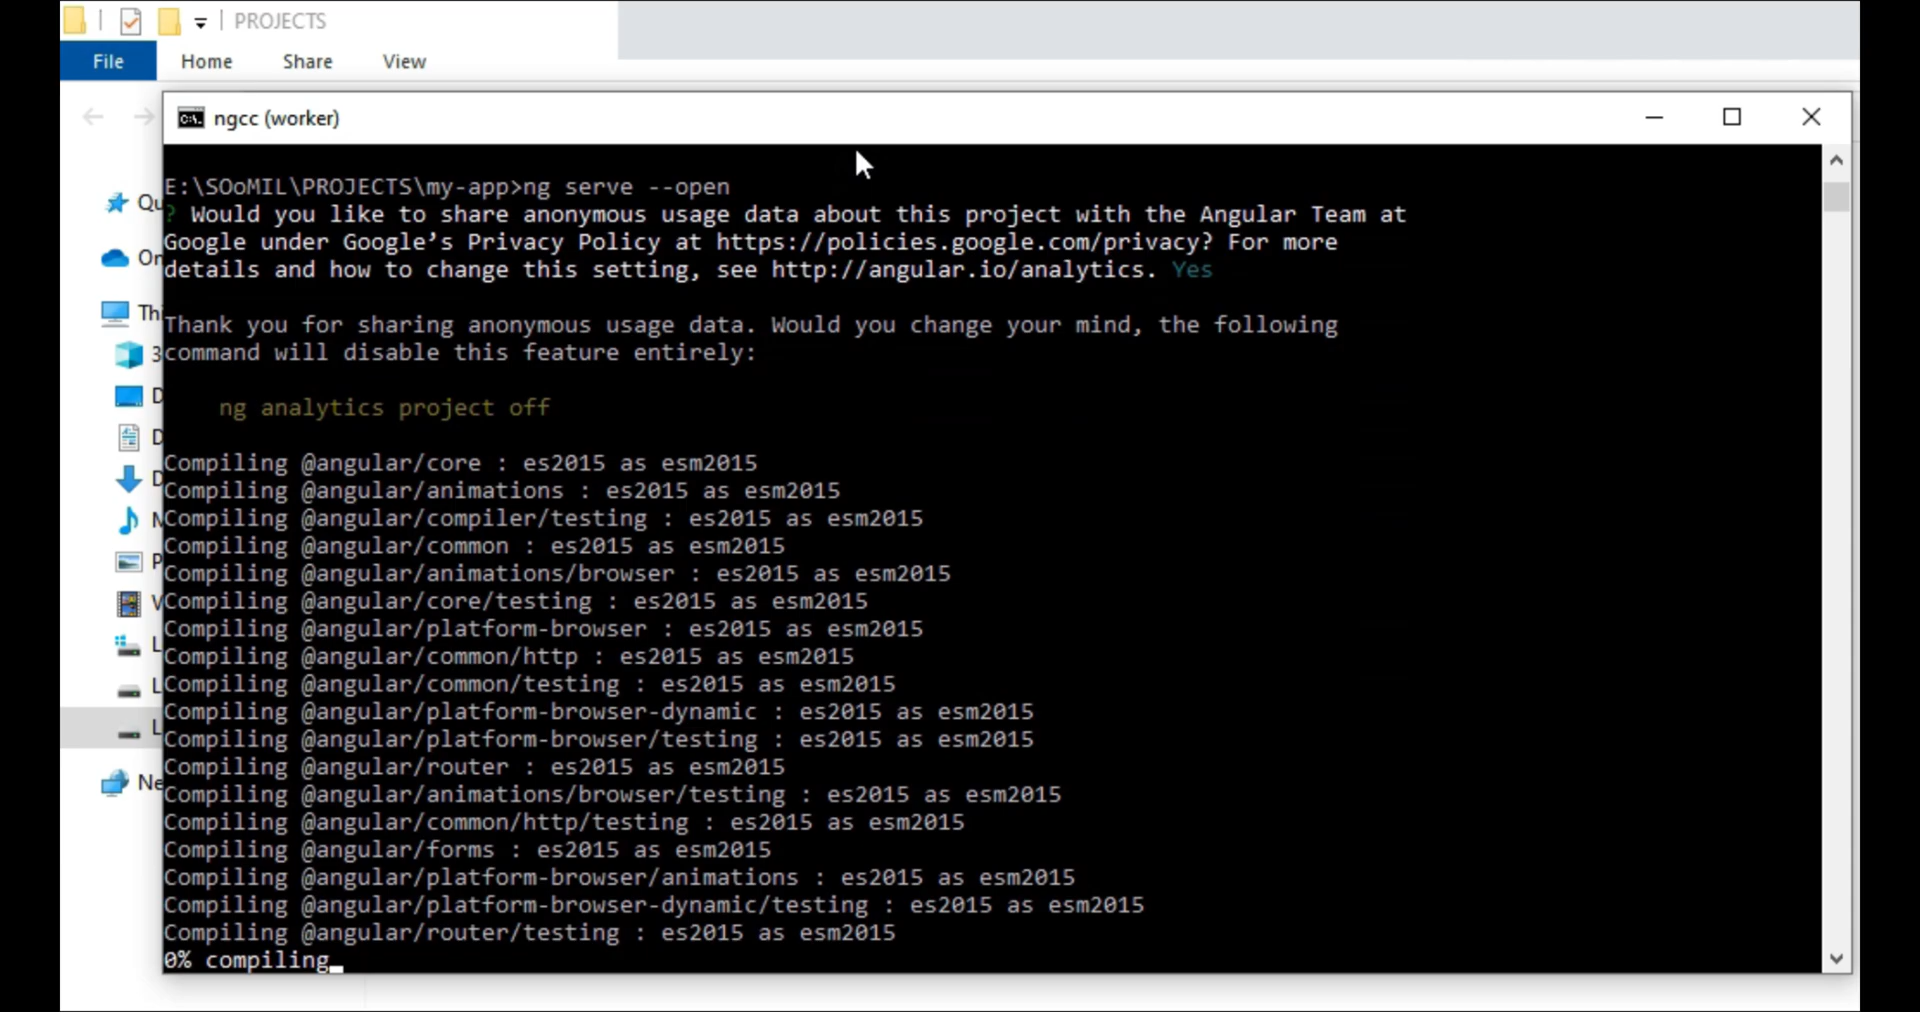 PROJECTS
File Home Share View
ngcc (worker)
E:\SOoMIL\PROJECTS\my-app>ng serve --open
? Would you like to share anonymous usage data about this project with the Angular Team at
Google under Google’s Privacy Policy at https://policies.google.com/privacy? For more
details and how to change this setting, see http://angular.io/analytics. Yes
Thank you for sharing anonymous usage data. Would you change your mind, the following
command will disable this feature entirely:
ng analytics project off
Compiling @angular/core : es2015 as esm2015
Compiling @angular/animations : es2015 as esm2015
Compiling @angular/compiler/testing : es2015 as esm2015
Compiling @angular/common : es2015 as esm2015
Compiling @angular/animations/browser : es2015 as esm2015
Compiling @angular/core/testing : es2015 as esm2015
Compiling @angular/platform-browser : es2015 as esm2015
Compiling @angular/common/http : es2015 as esm2015
Compiling @angular/common/testing : es2015 as esm2015
Compiling @angular/platform-browser-dynamic : es2015 as esm2015
Compiling @angular/platform-browser/testing : es2015 as esm2015
Compiling @angular/router : es2015 as esm2015
Compiling @angular/animations/browser/testing : es2015 as esm2015
Compiling @angular/common/http/testing : es2015 as esm2015
Compiling @angular/forms : es2015 as esm2015
Compiling @angular/platform-browser/animations : es2015 as esm2015
Compiling @angular/platform-browser-dynamic/testing : es2015 as esm2015
Compiling @angular/router/testing : es2015 as esm2015
0% compiling